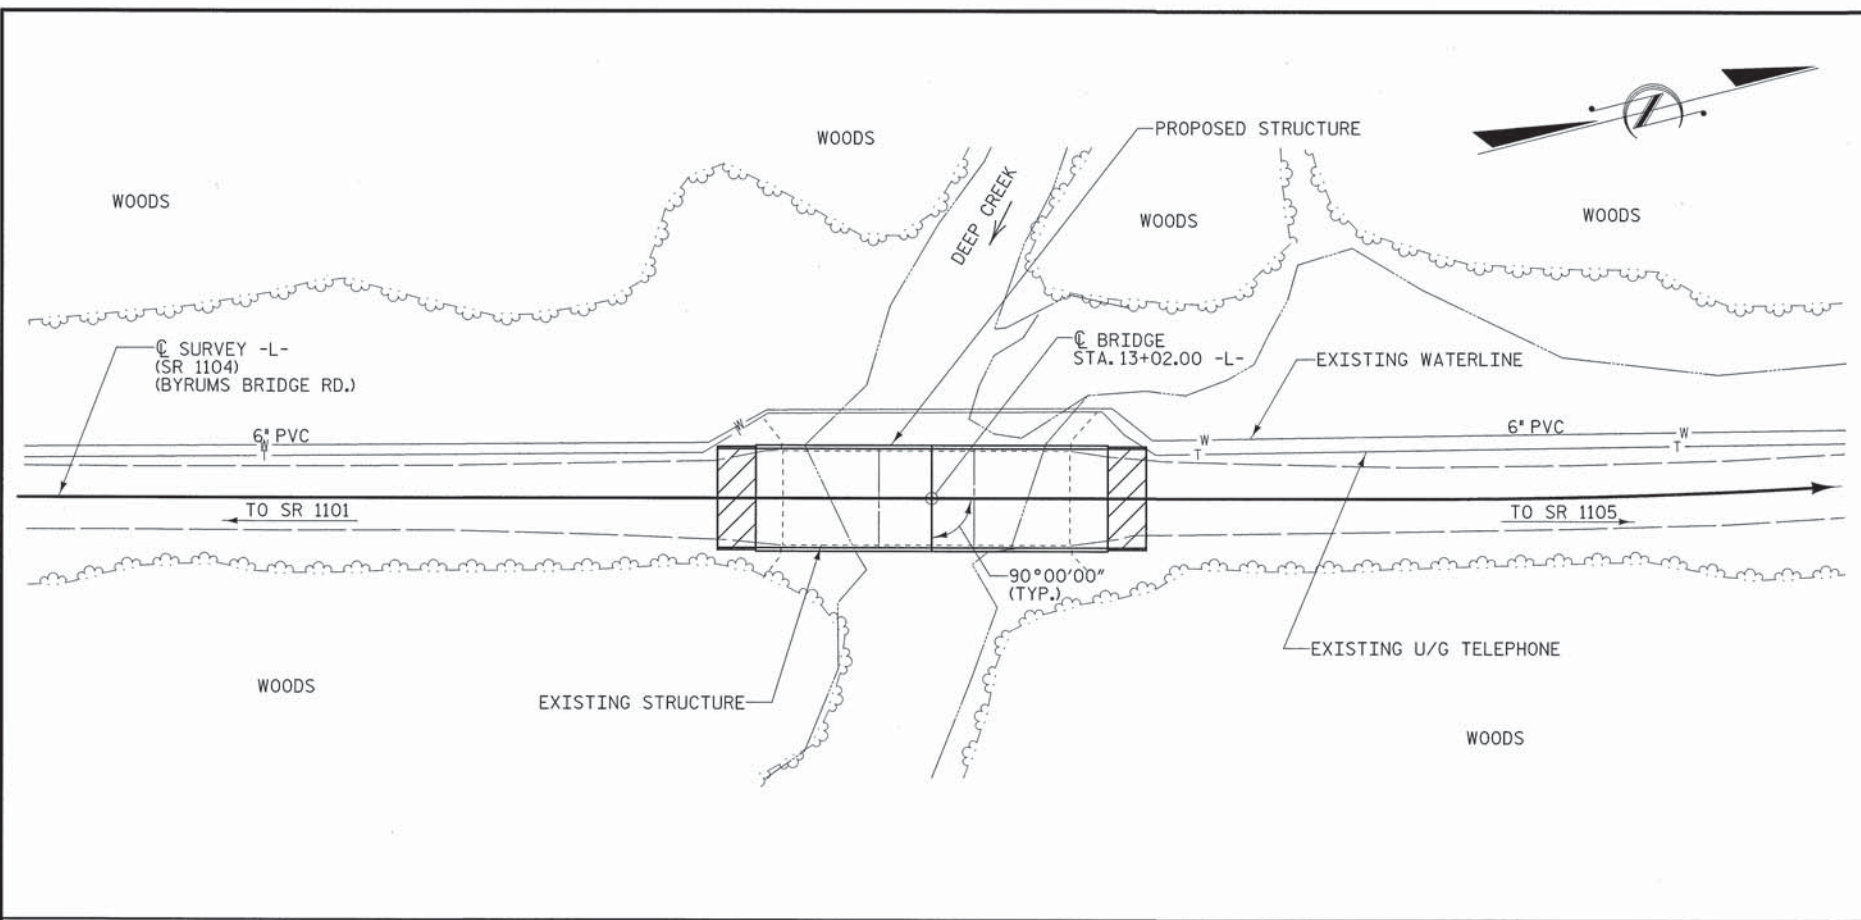 WOODS
PROPOSED STRUCTURE
WOODS
DEEP CREEK
WOODS
WOODS
℄ SURVEY -L-
(SR 1104)
(BYRUMS BRIDGE RD.)
℄ BRIDGE
STA. 13+02.00 -L-
EXISTING WATERLINE
6" PVC
W
T
W
W
T
6" PVC
W
T
TO SR 1101
TO SR 1105
90°00'00"
(TYP.)
EXISTING U/G TELEPHONE
WOODS
EXISTING STRUCTURE
WOODS